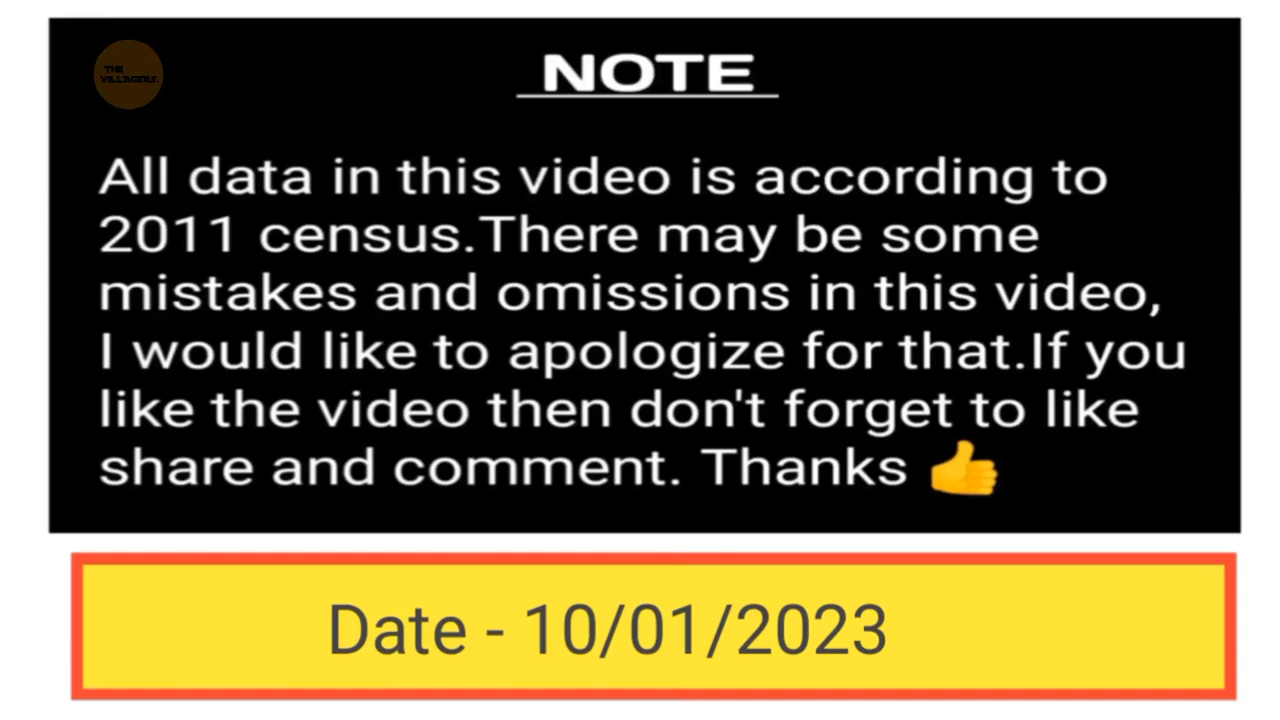 THE
VILLAGERS.
NOTE
All data in this video is according to
2011 census.There may be some
mistakes and omissions in this video,
I would like to apologize for that.If you
like the video then don't forget to like
share and comment. Thanks 👍
Date - 10/01/2023